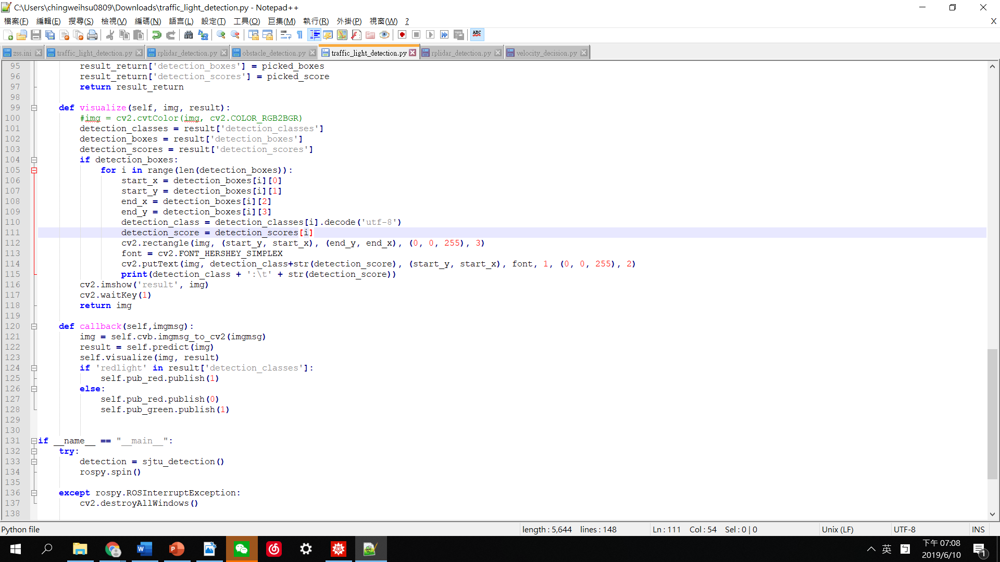 C:\Users\chingweihsu0809\Downloads\traffic_light_detection.py - Notepad++
檔案(F) 編輯(E) 搜尋(S) 檢視(V) 編碼(N) 語言(L) 設定(T) 工具(O) 巨集(M) 執行(R) 外掛(P) 視窗(W) ? X
ABC
zss.ini traffic_light_detection.py rplidar_detection.py obstacle_detection.py traffic_light_detection.py rplidar_detection.py velocity_decision.py
95 result_return['detection_boxes'] = picked_boxes
96 result_return['detection_scores'] = picked_score
97 return result_return
98
99 def visualize(self, img, result):
100 #img = cv2.cvtColor(img, cv2.COLOR_RGB2BGR)
101 detection_classes = result['detection_classes']
102 detection_boxes = result['detection_boxes']
103 detection_scores = result['detection_scores']
104 if detection_boxes:
105 for i in range(len(detection_boxes)):
106 start_x = detection_boxes[i][0]
107 start_y = detection_boxes[i][1]
108 end_x = detection_boxes[i][2]
109 end_y = detection_boxes[i][3]
110 detection_class = detection_classes[i].decode('utf-8')
111 detection_score = detection_scores[i]
112 cv2.rectangle(img, (start_y, start_x), (end_y, end_x), (0, 0, 255), 3)
113 font = cv2.FONT_HERSHEY_SIMPLEX
114 cv2.putText(img, detection_class+str(detection_score), (start_y, start_x), font, 1, (0, 0, 255), 2)
115 print(detection_class + ':\t' + str(detection_score))
116 cv2.imshow('result', img)
117 cv2.waitKey(1)
118 return img
119
120 def callback(self,imgmsg):
121 img = self.cvb.imgmsg_to_cv2(imgmsg)
122 result = self.predict(img)
123 self.visualize(img, result)
124 if 'redlight' in result['detection_classes']:
125 self.pub_red.publish(1)
126 else:
127 self.pub_red.publish(0)
128 self.pub_green.publish(1)
129
130
131 if __name__ == "__main__":
132 try:
133 detection = sjtu_detection()
134 rospy.spin()
135
136 except rospy.ROSInterruptException:
137 cv2.destroyAllWindows()
138
Python file length : 5,644 lines : 148 Ln : 111 Col : 54 Sel : 0 | 0 Unix (LF) UTF-8 INS
英 下午 07:08
2019/6/10 1